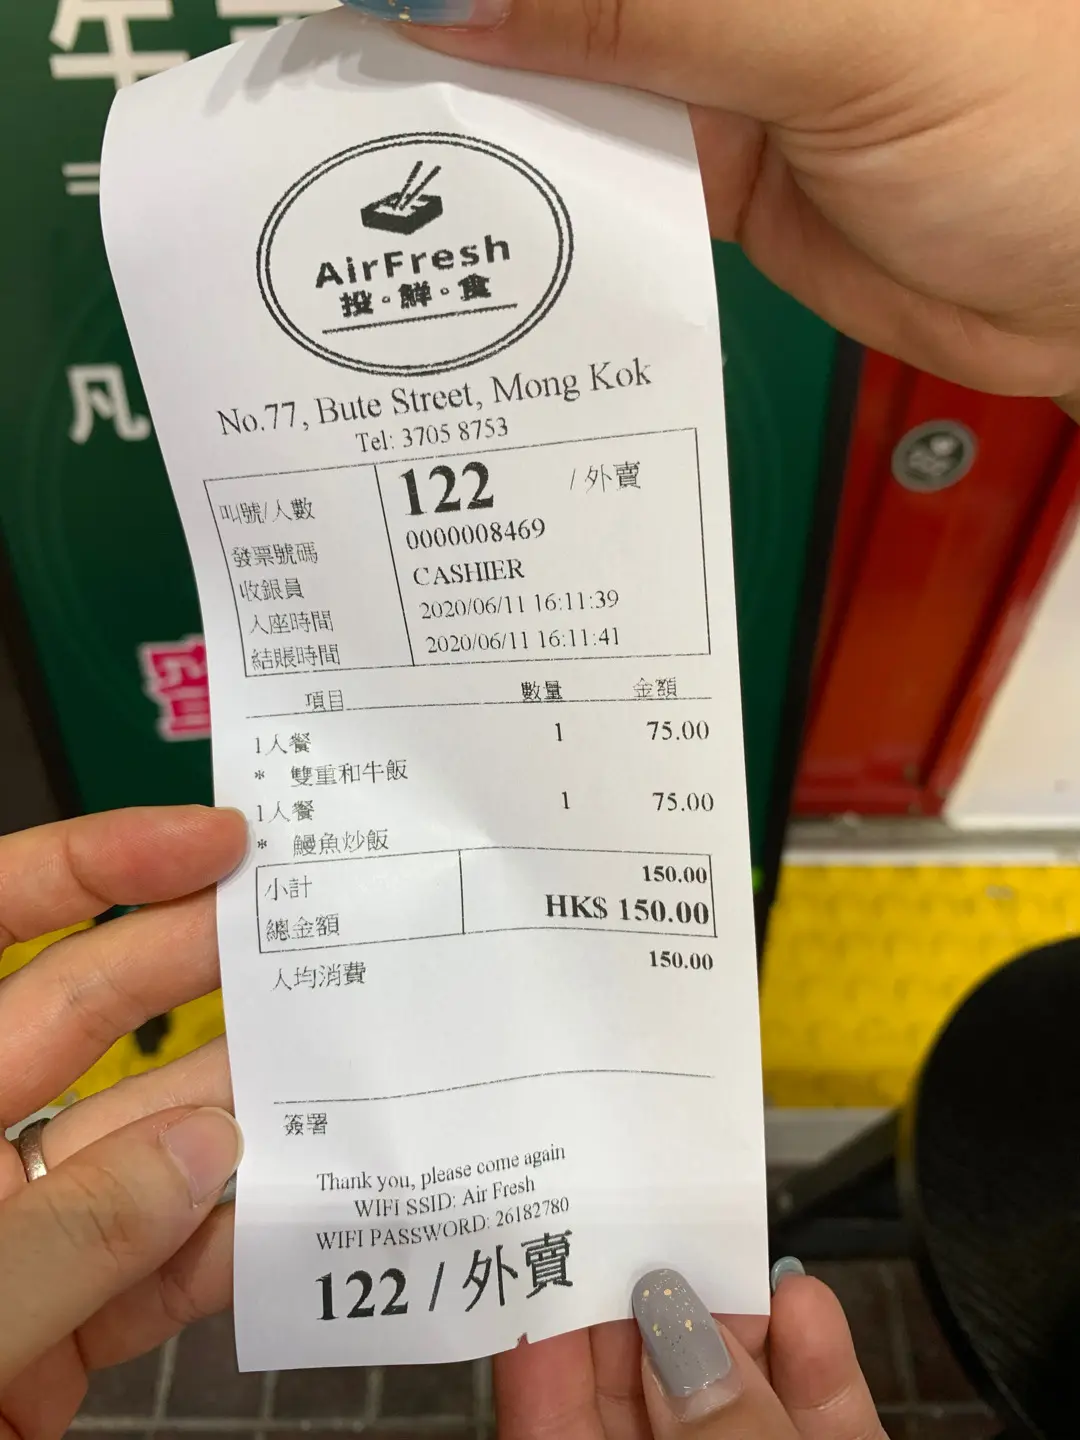 午
凡
AirFresh
投·鮮·食
No.77, Bute Street, Mong Kok
Tel: 3705 8753
叫號/人數 122 /外賣
發票號碼 0000008469
收銀員 CASHIER
入座時間 2020/06/11 16:11:39
結賬時間 2020/06/11 16:11:41
項目 數量 金額
1人餐 1 75.00
* 雙重和牛飯
1人餐 1 75.00
* 鰻魚炒飯
小計 150.00
總金額 HK$ 150.00
人均消費 150.00
簽署
Thank you, please come again
WIFI SSID: Air Fresh
WIFI PASSWORD: 26182780
122 / 外賣